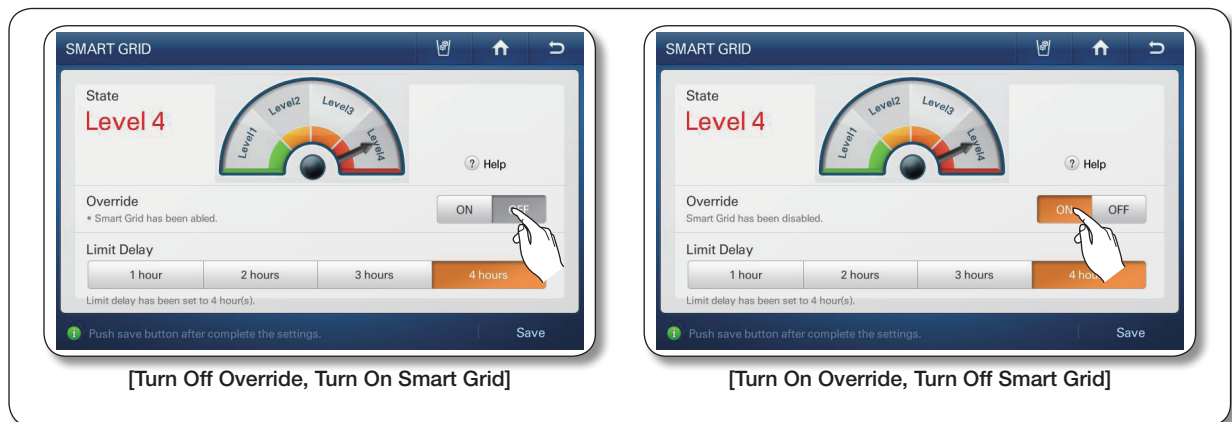 SMART GRID
State
Level 4
Level1
Level2
Level3
Level4
? Help
Override
• Smart Grid has been abled.
ON
Limit Delay
1 hour 2 hours 3 hours 4 hours
Limit delay has been set to 4 hour(s).
i Push save button after complete the settings. Save
[Turn Off Override, Turn On Smart Grid]
SMART GRID
State
Level 4
Level1
Level2
Level3
Level4
? Help
Override
Smart Grid has been disabled.
ON OFF
Limit Delay
1 hour 2 hours 3 hours 4
Limit delay has been set to 4 hour(s).
i Push save button after complete the settings. Save
[Turn On Override, Turn Off Smart Grid]